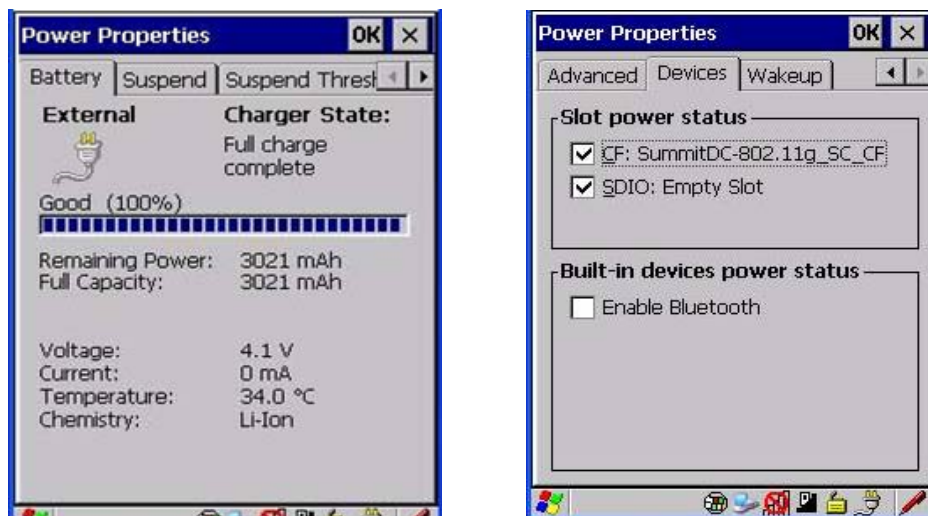 Power Properties OK ×
Battery Suspend Suspend Thresh
External
Charger State:
Full charge
complete
Good (100%)
Remaining Power: 3021 mAh
Full Capacity: 3021 mAh
Voltage: 4.1 V
Current: 0 mA
Temperature: 34.0 °C
Chemistry: Li-Ion
Power Properties OK ×
Advanced Devices Wakeup
Slot power status
CF: SummitDC-802.11g_SC_CF
SDIO: Empty Slot
Built-in devices power status
Enable Bluetooth